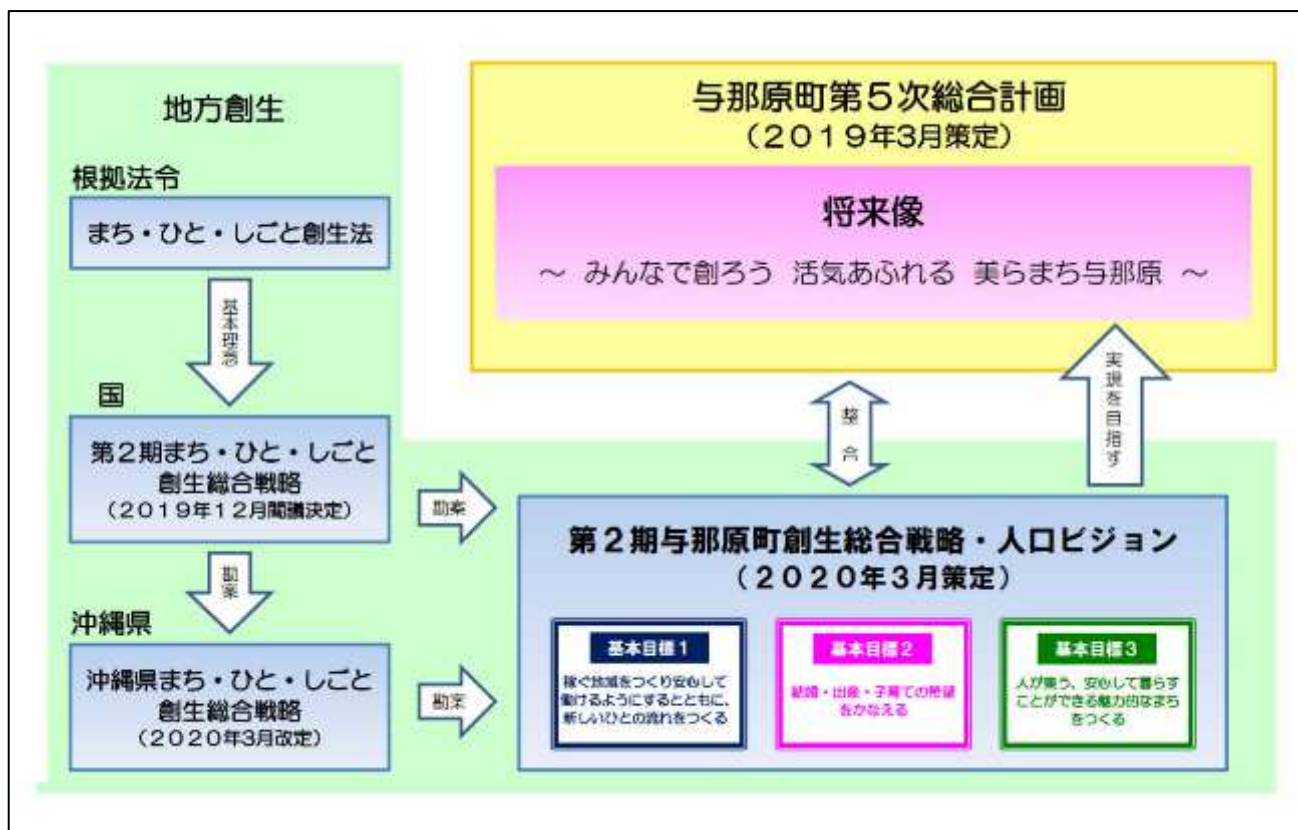 地方創生
根拠法令
まち・ひと・しごと創生法
基本理念
国
第2期まち・ひと・しごと
創生総合戦略
(2019年12月閣議決定)
勘案
沖縄県
沖縄県まち・ひと・しごと
創生総合戦略
(2020年3月改定)
勘案
勘案
与那原町第5次総合計画
(2019年3月策定)
将来像
~ みんなで創ろう 活気あふれる 美らまち与那原 ~
整合
実現を目指す
第2期与那原町創生総合戦略・人口ビジョン
(2020年3月策定)
基本目標1
稼ぐ地域をつくり安心して
働けるようにするとともに、
新しいひとの流れをつくる
基本目標2
結婚・出産・子育ての希望
をかなえる
基本目標3
人が集う、安心して暮らす
ことができる魅力的なまち
をつくる